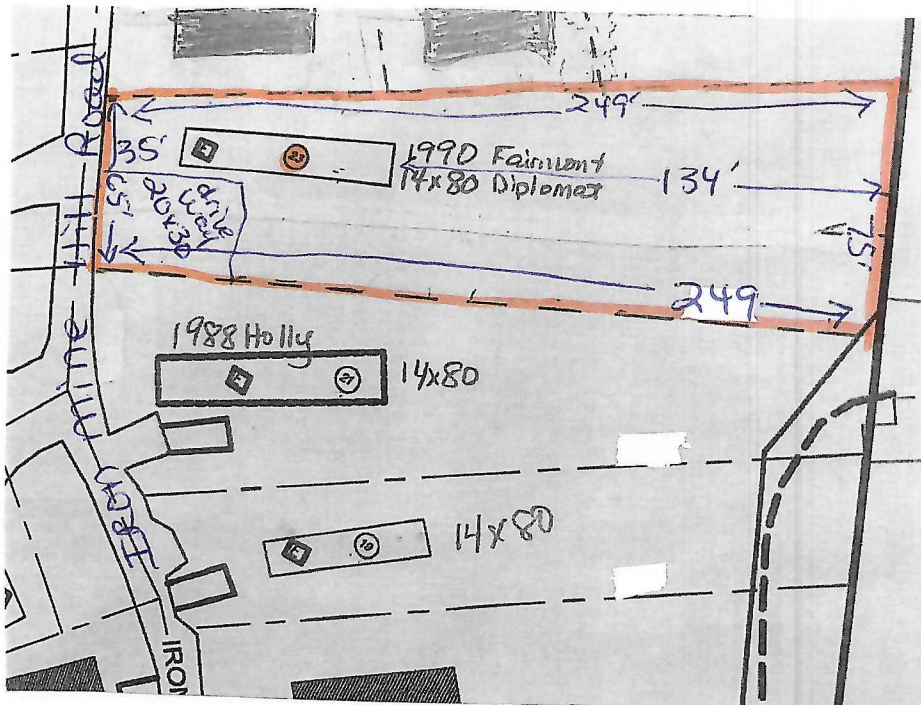 249'
35'
23
1990 Fairmont
14x80 Diplomat
134'
65'
drive
way
20x30
75'
249
Iron Mine Hill Road
1988 Holly
14x80
14x80
IRON